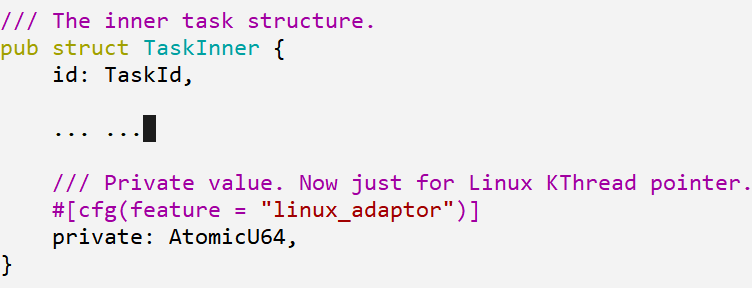 /// The inner task structure.
pub struct TaskInner {
    id: TaskId,
    ... ...
    /// Private value. Now just for Linux KThread pointer.
    #[cfg(feature = "linux_adaptor")]
    private: AtomicU64,
}